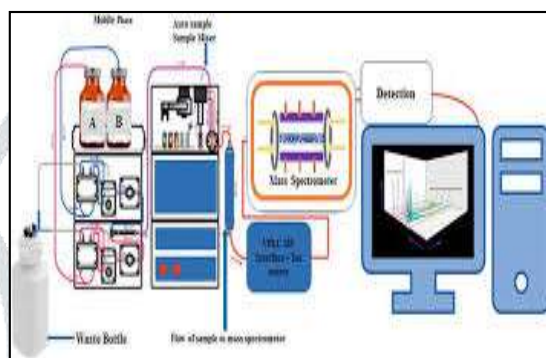 Mobile Phase
Auto sample
Sample Mixer
A
B
Detection
Mass Spectrometer
UPLC MS
Interface - Ion
source
Waste Bottle
Flow of sample to mass spectrometer